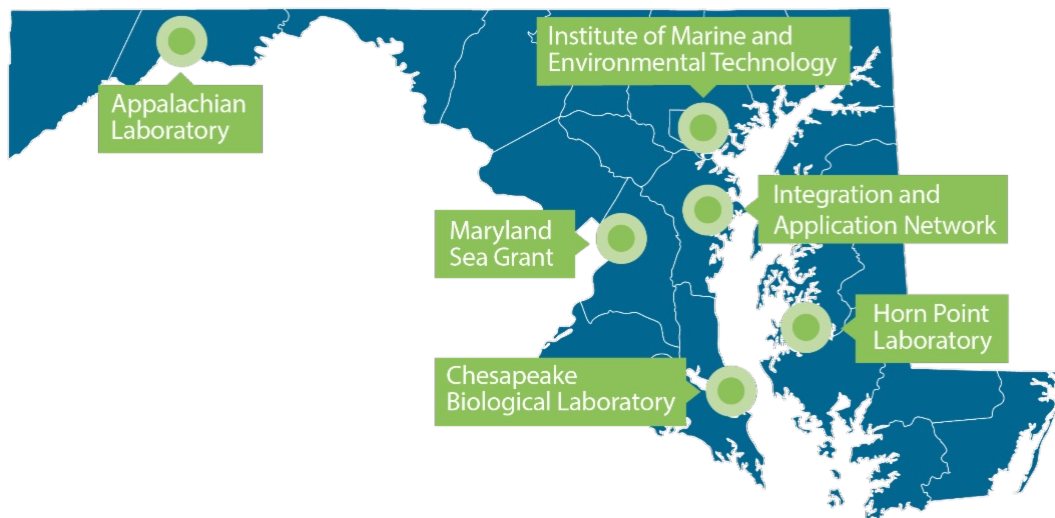 Institute of Marine and
Environmental Technology
Appalachian
Laboratory
Integration and
Application Network
Maryland
Sea Grant
Horn Point
Laboratory
Chesapeake
Biological Laboratory